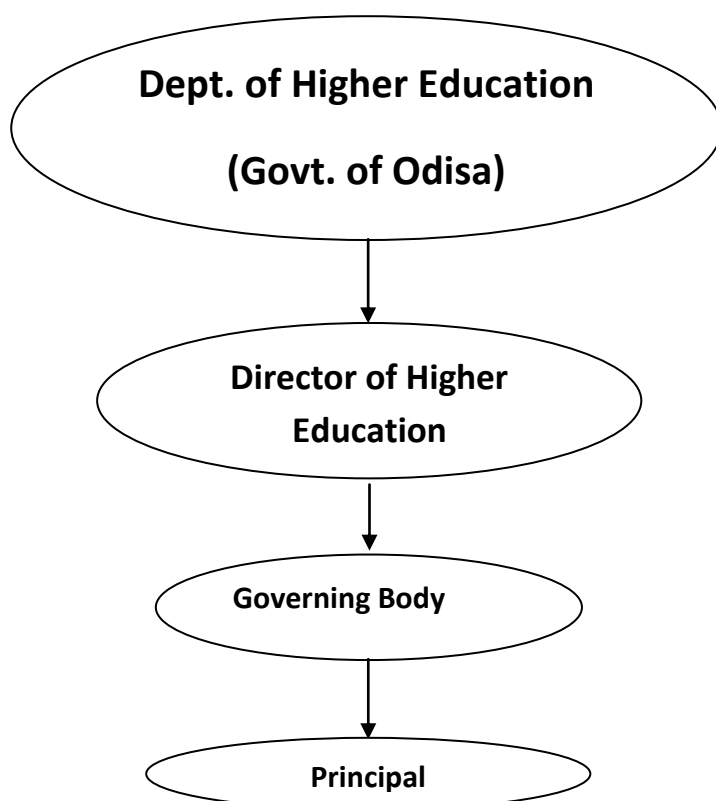 Dept. of Higher Education
(Govt. of Odisa)
Director of Higher
Education
Governing Body
Principal